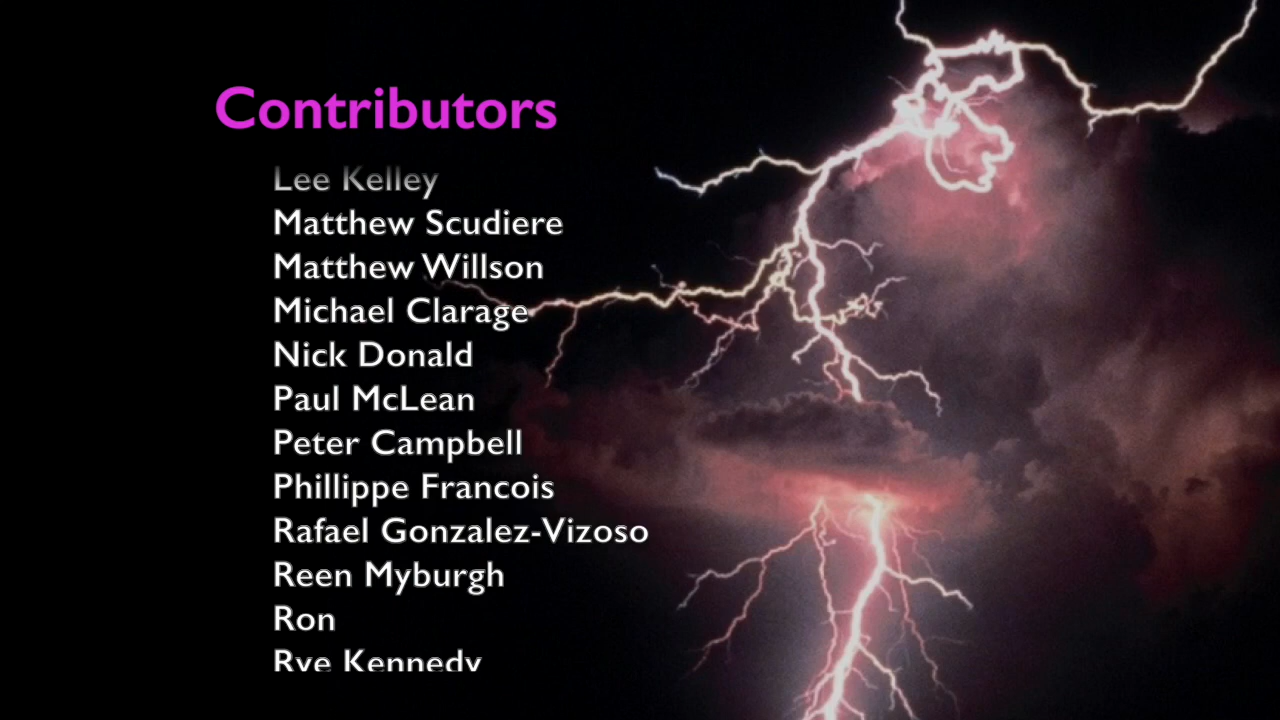 Contributors
Lee Kelley
Matthew Scudiere
Matthew Willson
Michael Clarage
Nick Donald
Paul McLean
Peter Campbell
Phillippe Francois
Rafael Gonzalez-Vizoso
Reen Myburgh
Ron
Rye Kennedy